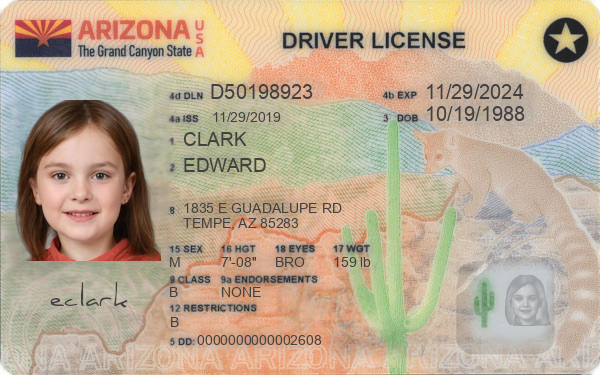 ARIZONA USA
The Grand Canyon State
DRIVER LICENSE
4d DLN D50198923
4b EXP 11/29/2024
4a ISS 11/29/2019
3 DOB 10/19/1988
1 CLARK
2 EDWARD
8 1835 E GUADALUPE RD
TEMPE, AZ 85283
15 SEX 16 HGT 18 EYES 17 WGT
M 7'-08" BRO 159 lb
9 CLASS 9a ENDORSEMENTS
B NONE
eclark
12 RESTRICTIONS
B
5 DD: 0000000000002608
ARIZONA ARIZONA ARIZONA ARIZONA